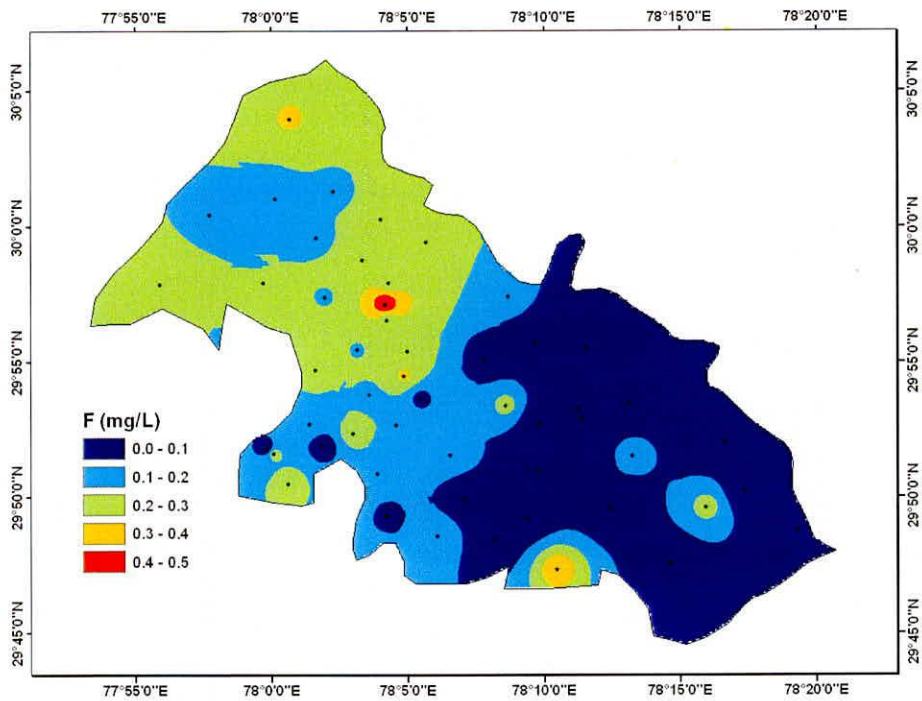 77°55'0"E 78°0'0"E 78°5'0"E 78°10'0"E 78°15'0"E 78°20'0"E
30°5'0"N 30°5'0"N
30°0'0"N 30°0'0"N
29°55'0"N 29°55'0"N
29°50'0"N 29°50'0"N
29°45'0"N 29°45'0"N
F (mg/L)
0.0 - 0.1
0.1 - 0.2
0.2 - 0.3
0.3 - 0.4
0.4 - 0.5
77°55'0"E 78°0'0"E 78°5'0"E 78°10'0"E 78°15'0"E 78°20'0"E